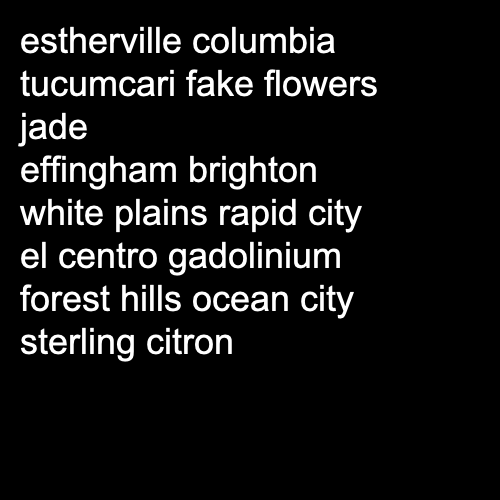 estherville columbia
tucumcari fake flowers
jade
effingham brighton
white plains rapid city
el centro gadolinium
forest hills ocean city
sterling citron